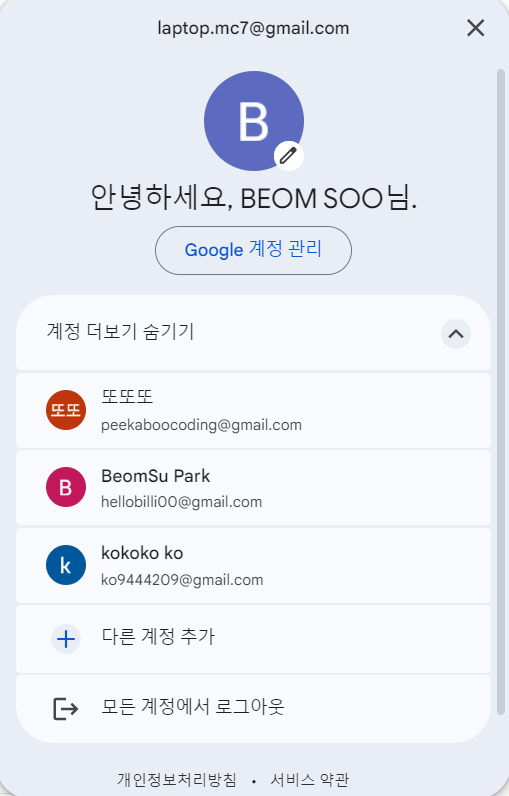 laptop.mc7@gmail.com
B
안녕하세요, BEOM SOO님.
Google 계정 관리
계정 더보기 숨기기
또또
또또또
peekaboocoding@gmail.com
B
BeomSu Park
hellobilli00@gmail.com
k
kokoko ko
ko9444209@gmail.com
다른 계정 추가
모든 계정에서 로그아웃
개인정보처리방침 • 서비스 약관